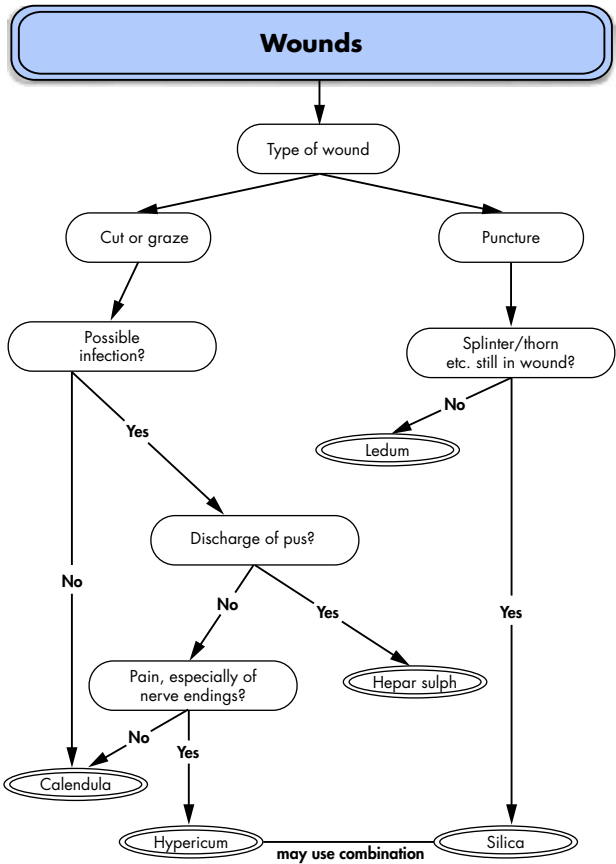 Wounds
Type of wound
Cut or graze
Puncture
Possible
infection?
Splinter/thorn
etc. still in wound?
No
Yes
Ledum
Discharge of pus?
No
No
Yes
Yes
Pain, especially of
nerve endings?
Hepar sulph
No
Yes
Calendula
Hypericum
may use combination
Silica